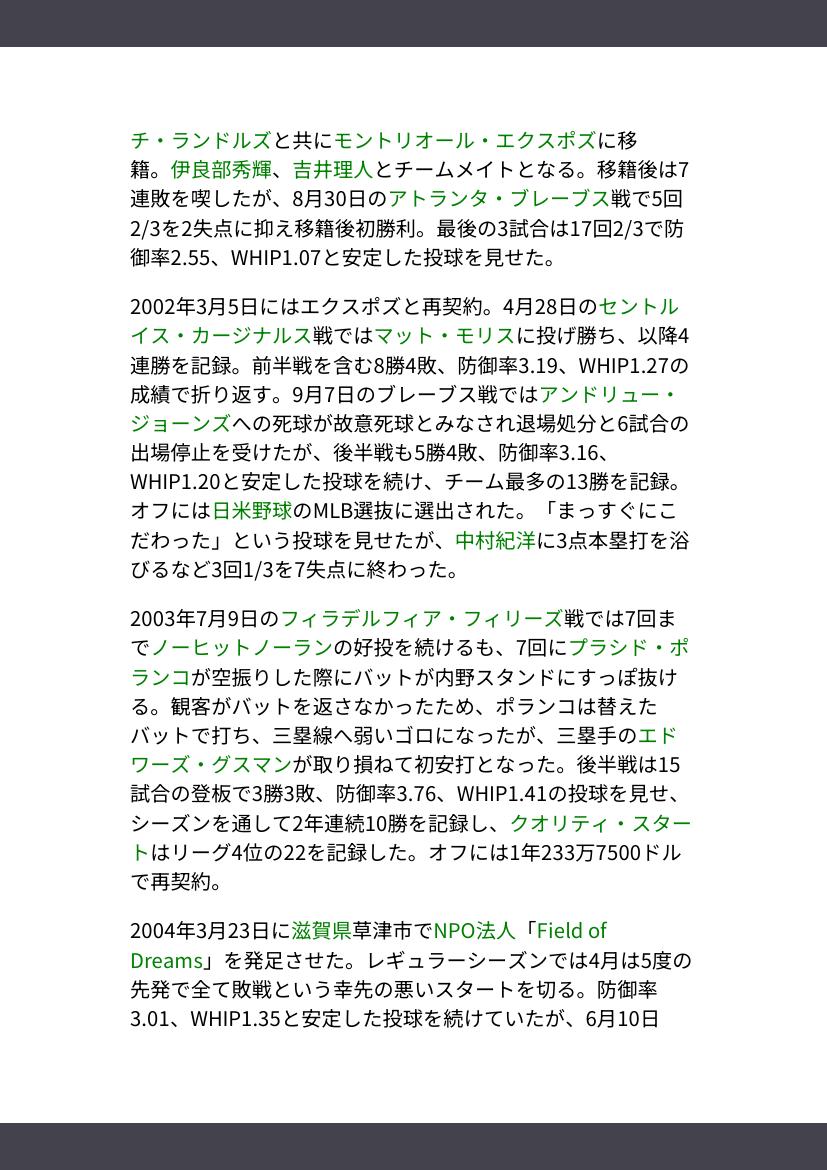 チ・ランドルズと共にモントリオール・エクスポズに移
籍。伊良部秀輝、吉井理人とチームメイトとなる。移籍後は7
連敗を喫したが、8月30日のアトランタ・ブレーブス戦で5回
2/3を2失点に抑え移籍後初勝利。最後の3試合は17回2/3で防
御率2.55、WHIP1.07と安定した投球を見せた。
2002年3月5日にはエクスポズと再契約。4月28日のセントル
イス・カージナルス戦ではマット・モリスに投げ勝ち、以降4
連勝を記録。前半戦を含む8勝4敗、防御率3.19、WHIP1.27の
成績で折り返す。9月7日のブレーブス戦ではアンドリュー・
ジョーンズへの死球が故意死球とみなされ退場処分と6試合の
出場停止を受けたが、後半戦も5勝4敗、防御率3.16、
WHIP1.20と安定した投球を続け、チーム最多の13勝を記録。
オフには日米野球のMLB選抜に選出された。「まっすぐにこ
だわった」という投球を見せたが、中村紀洋に3点本塁打を浴
びるなど3回1/3を7失点に終わった。
2003年7月9日のフィラデルフィア・フィリーズ戦では7回ま
でノーヒットノーランの好投を続けるも、7回にプラシド・ポ
ランコが空振りした際にバットが内野スタンドにすっぽ抜け
る。観客がバットを返さなかったため、ポランコは替えた
バットで打ち、三塁線へ弱いゴロになったが、三塁手のエド
ワーズ・グスマンが取り損ねて初安打となった。後半戦は15
試合の登板で3勝3敗、防御率3.76、WHIP1.41の投球を見せ、
シーズンを通して2年連続10勝を記録し、クオリティ・スター
トはリーグ4位の22を記録した。オフには1年233万7500ドル
で再契約。
2004年3月23日に滋賀県草津市でNPO法人「Field of
Dreams」を発足させた。レギュラーシーズンでは4月は5度の
先発で全て敗戦という幸先の悪いスタートを切る。防御率
3.01、WHIP1.35と安定した投球を続けていたが、6月10日